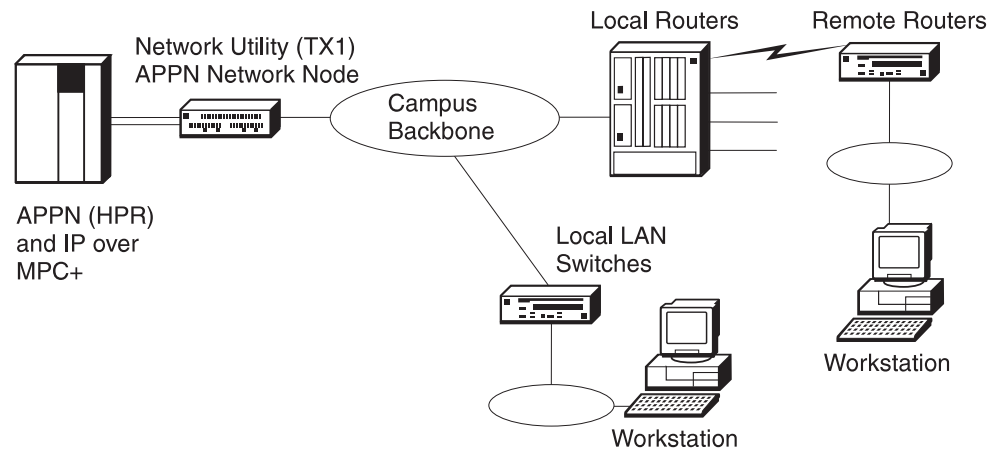 Local Routers
Remote Routers
Network Utility (TX1)
APPN Network Node
Campus
Backbone
APPN (HPR)
and IP over
MPC+
Local LAN
Switches
Workstation
Workstation